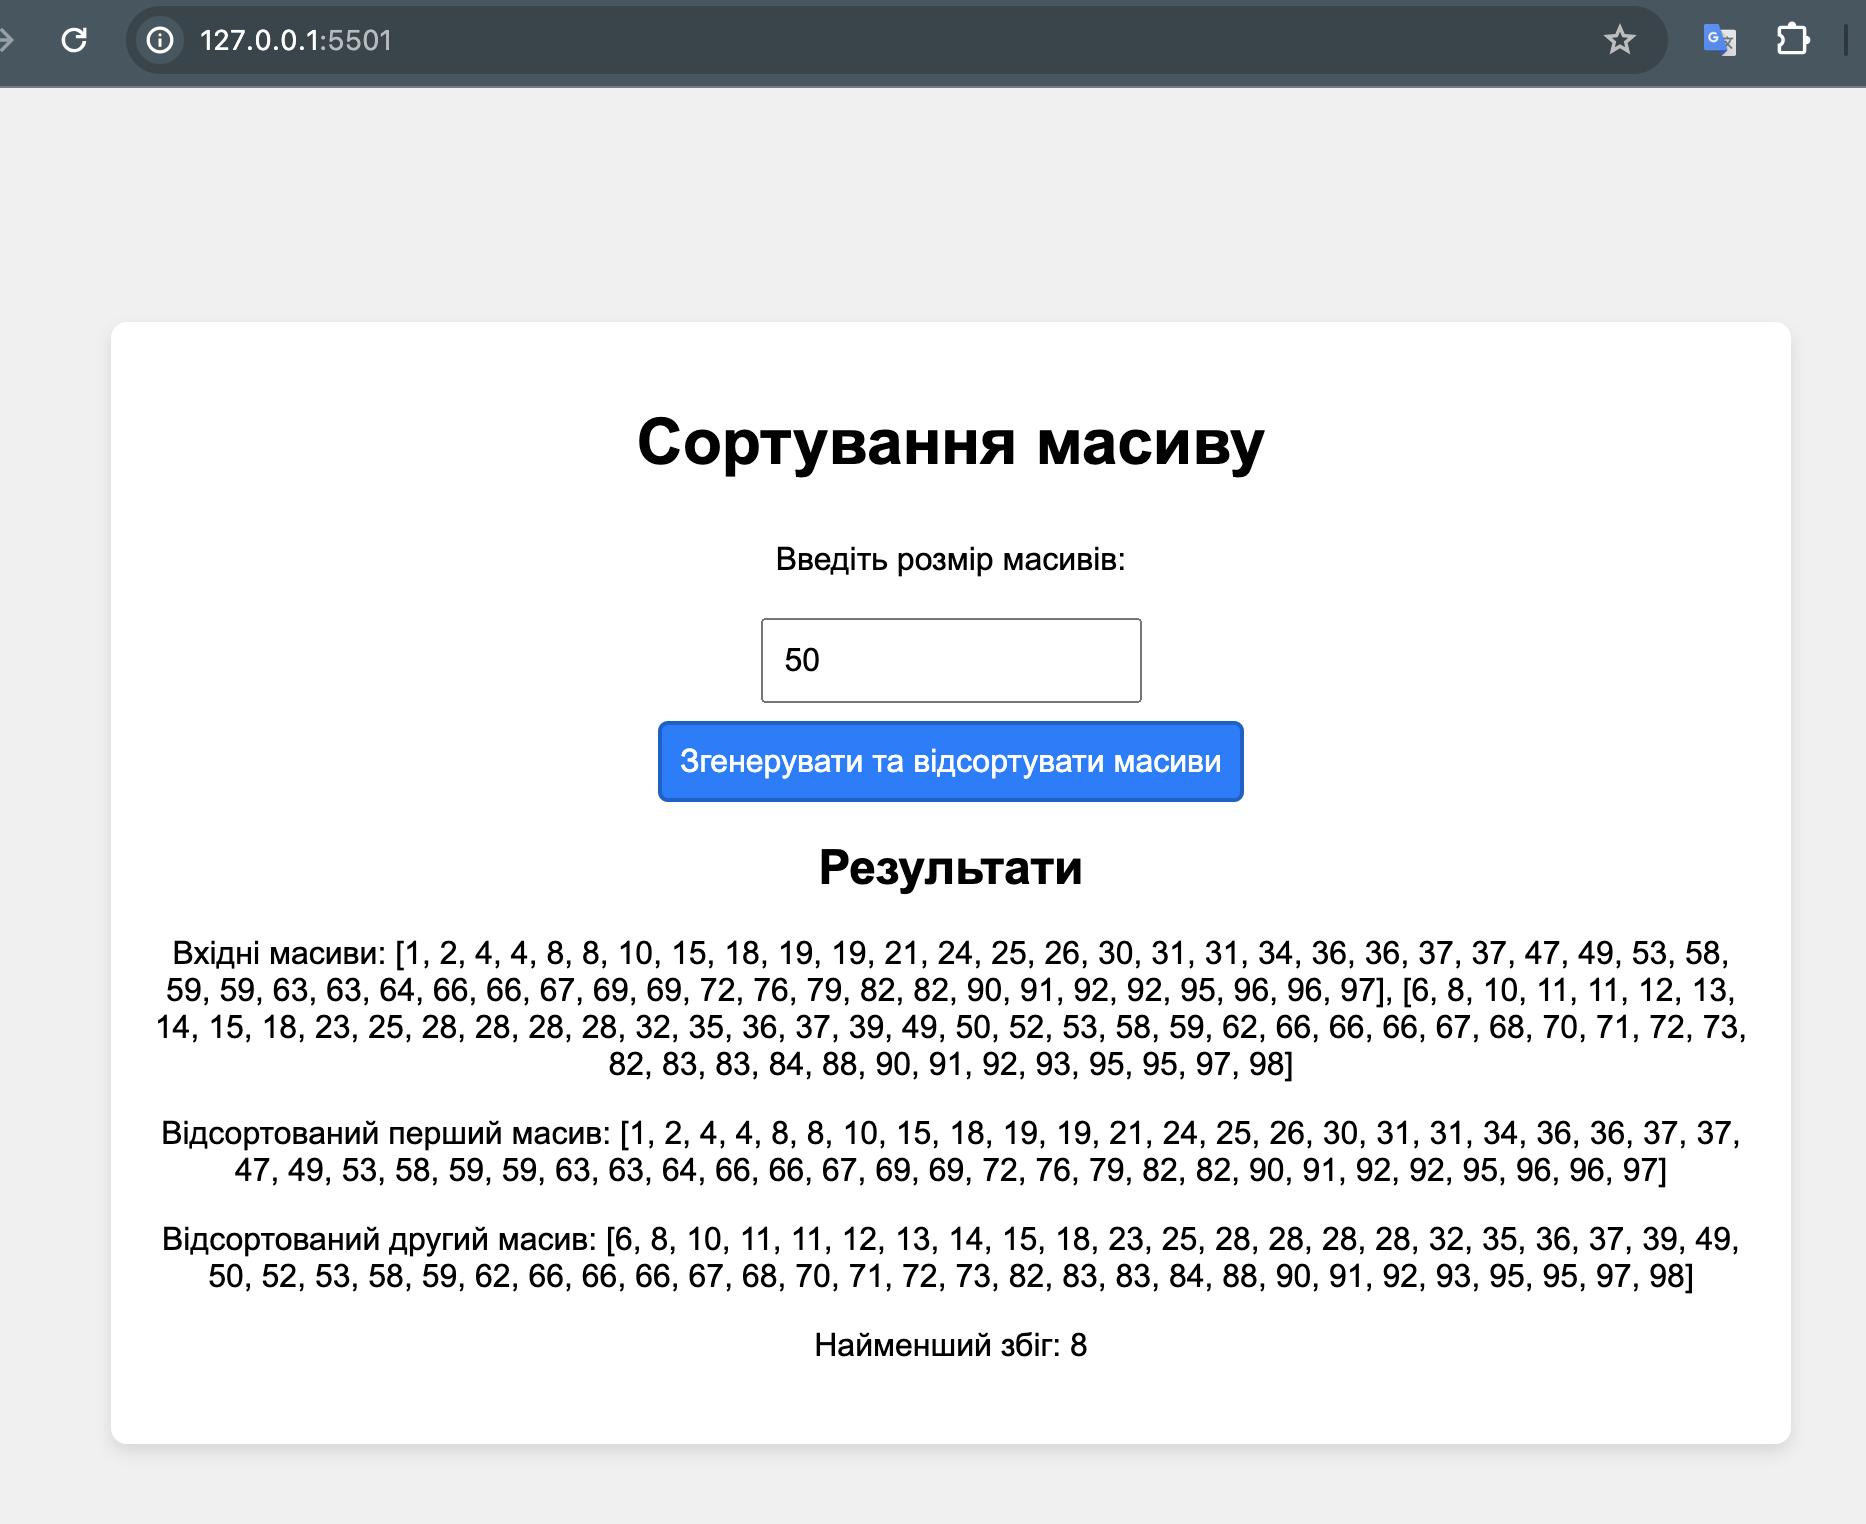 127.0.0.1:5501
Сортування масиву
Введіть розмір масивів:
50
Згенерувати та відсортувати масиви
Результати
Вхідні масиви: [1, 2, 4, 4, 8, 8, 10, 15, 18, 19, 19, 21, 24, 25, 26, 30, 31, 31, 34, 36, 36, 37, 37, 47, 49, 53, 58,
59, 59, 63, 63, 64, 66, 66, 67, 69, 69, 72, 76, 79, 82, 82, 90, 91, 92, 92, 95, 96, 96, 97], [6, 8, 10, 11, 11, 12, 13,
14, 15, 18, 23, 25, 28, 28, 28, 28, 32, 35, 36, 37, 39, 49, 50, 52, 53, 58, 59, 62, 66, 66, 66, 67, 68, 70, 71, 72, 73,
82, 83, 83, 84, 88, 90, 91, 92, 93, 95, 95, 97, 98]
Відсортований перший масив: [1, 2, 4, 4, 8, 8, 10, 15, 18, 19, 19, 21, 24, 25, 26, 30, 31, 31, 34, 36, 36, 37, 37,
47, 49, 53, 58, 59, 59, 63, 63, 64, 66, 66, 67, 69, 69, 72, 76, 79, 82, 82, 90, 91, 92, 92, 95, 96, 96, 97]
Відсортований другий масив: [6, 8, 10, 11, 11, 12, 13, 14, 15, 18, 23, 25, 28, 28, 28, 28, 32, 35, 36, 37, 39, 49,
50, 52, 53, 58, 59, 62, 66, 66, 66, 67, 68, 70, 71, 72, 73, 82, 83, 83, 84, 88, 90, 91, 92, 93, 95, 95, 97, 98]
Найменший збіг: 8